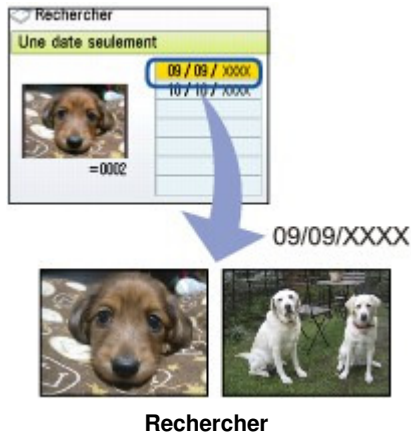 Rechercher
Une date seulement
09/09/XXXX
10/10/XXXX
=0002
09/09/XXXX
Rechercher